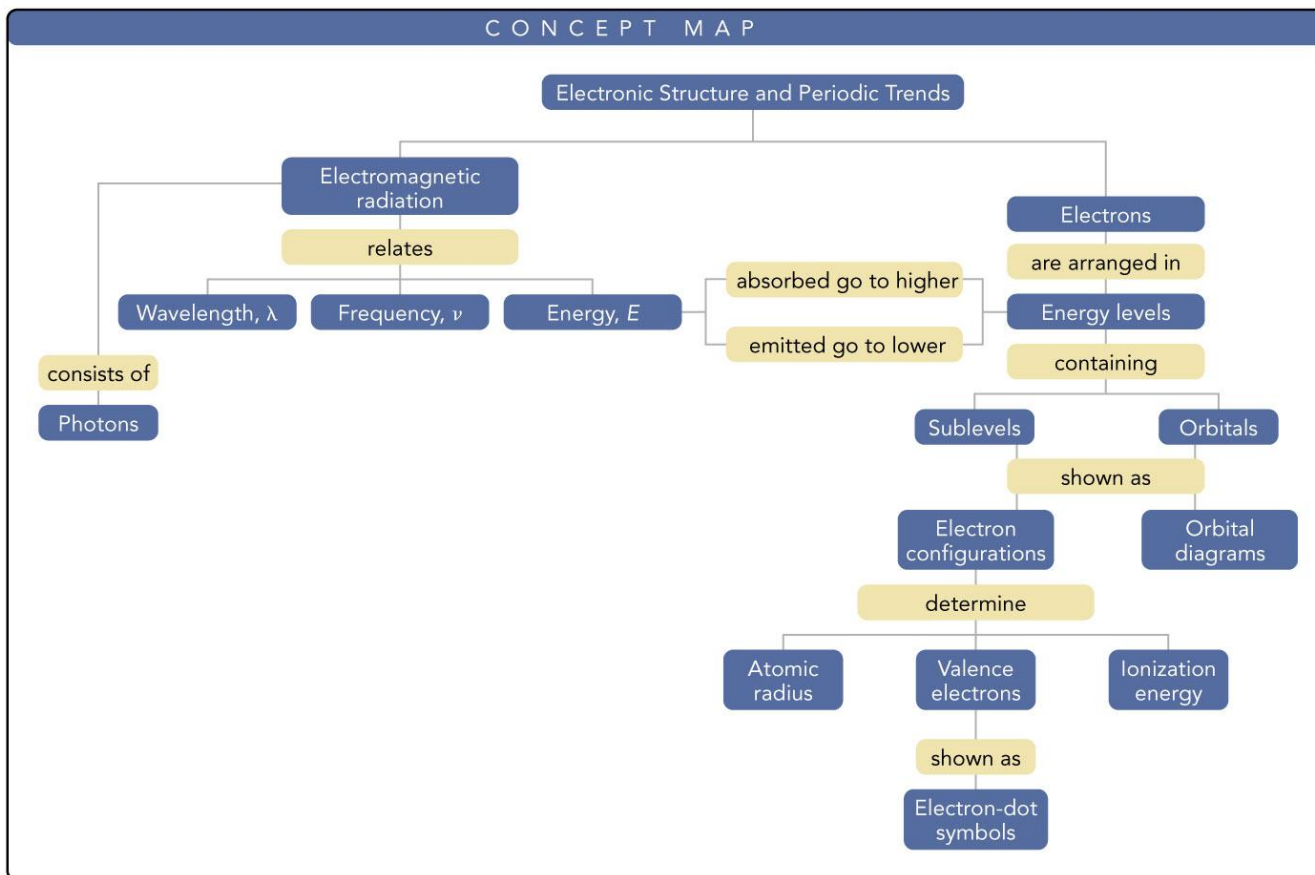 CONCEPT MAP
Electronic Structure and Periodic Trends
Electromagnetic
radiation
Electrons
relates
are arranged in
absorbed go to higher
Wavelength, λ
Frequency, ν
Energy, E
Energy levels
emitted go to lower
containing
consists of
Photons
Sublevels
Orbitals
shown as
Electron
configurations
Orbital
diagrams
determine
Atomic
radius
Valence
electrons
Ionization
energy
shown as
Electron-dot
symbols